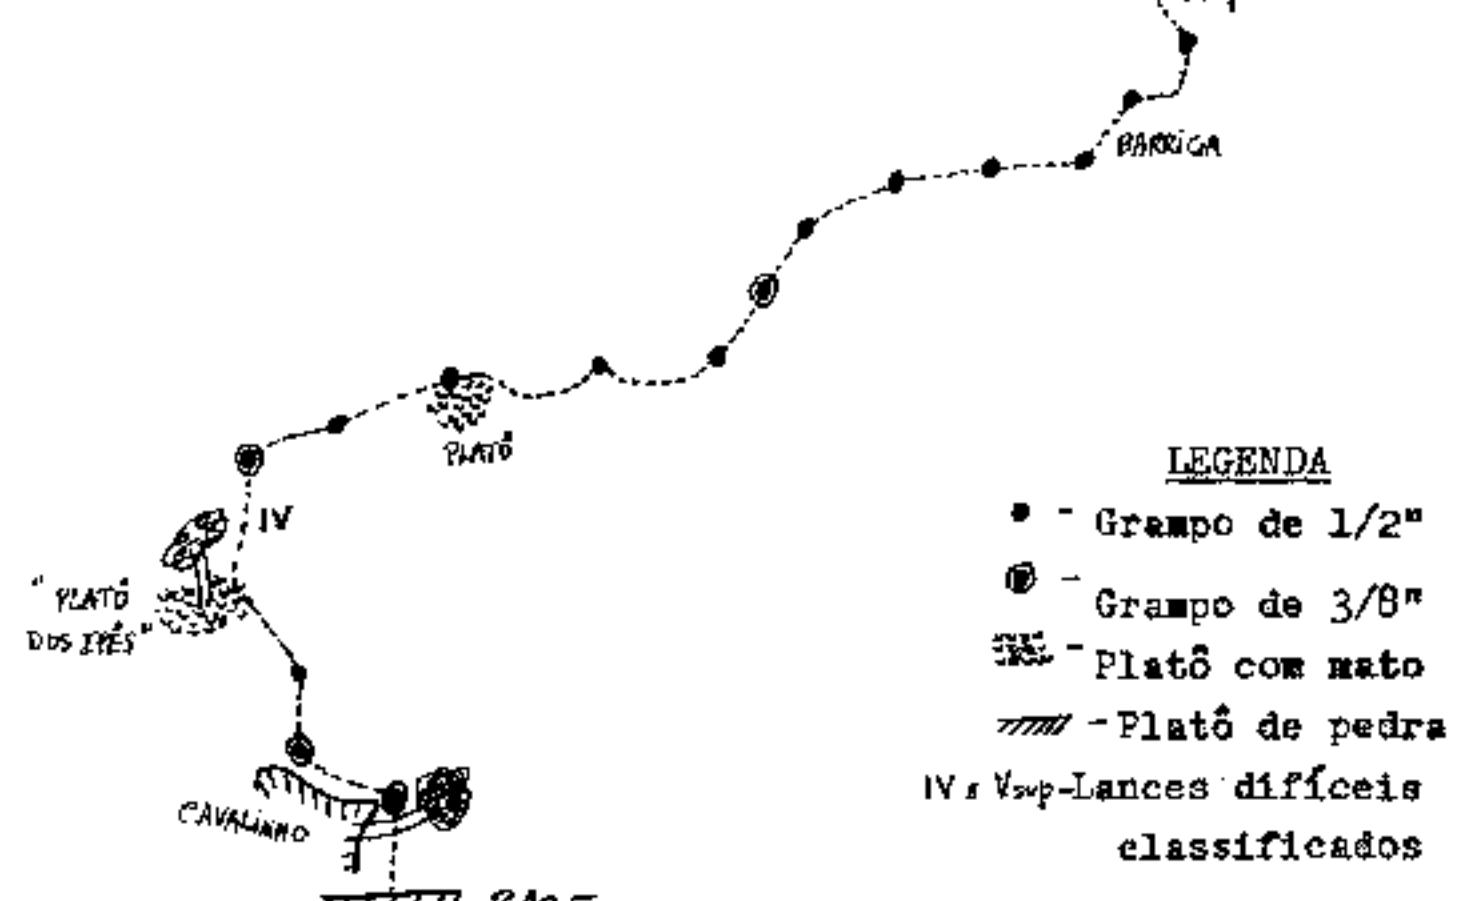 BARRIGA
PLATÔ
IV
"PLATÔ
DOS IPÊS"
CAVALINHO
LEGENDA
- Grampo de 1/2"
- Grampo de 3/8"
- Platô com mato
- Platô de pedra
IV e Vsup-Lances difíceis
classificados